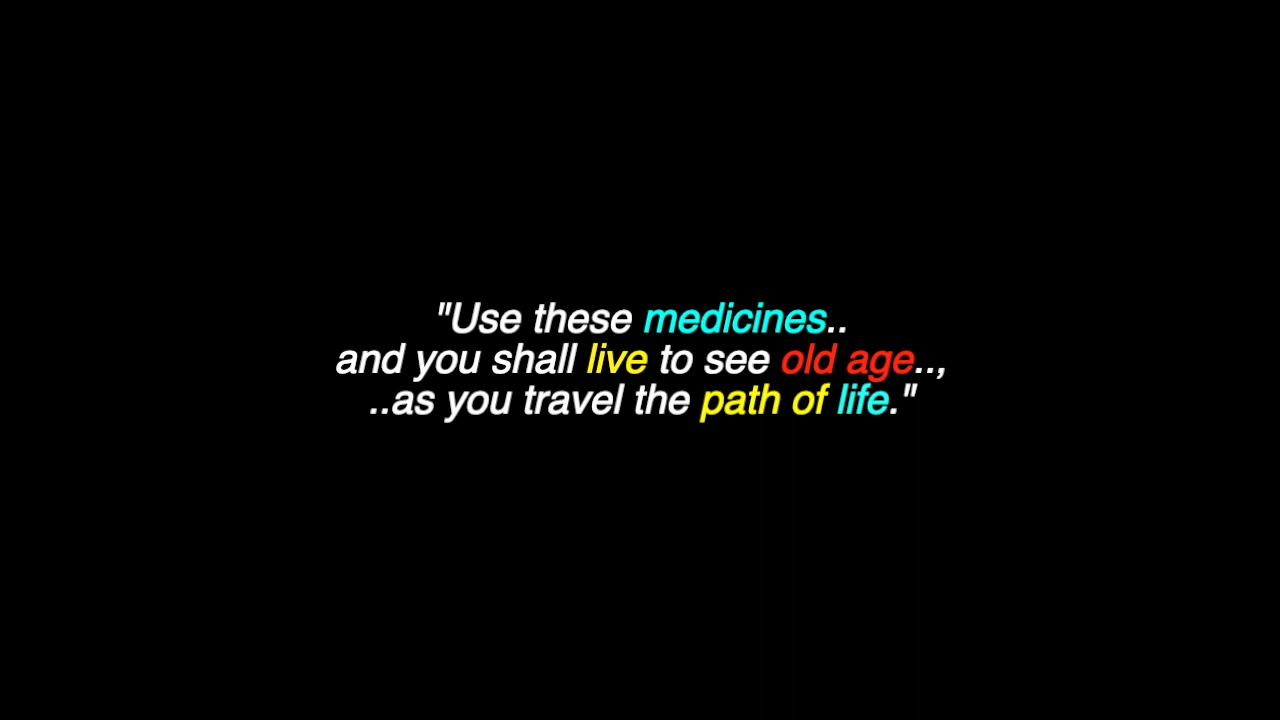 "Use these medicines..
and you shall live to see old age..,
..as you travel the path of life."